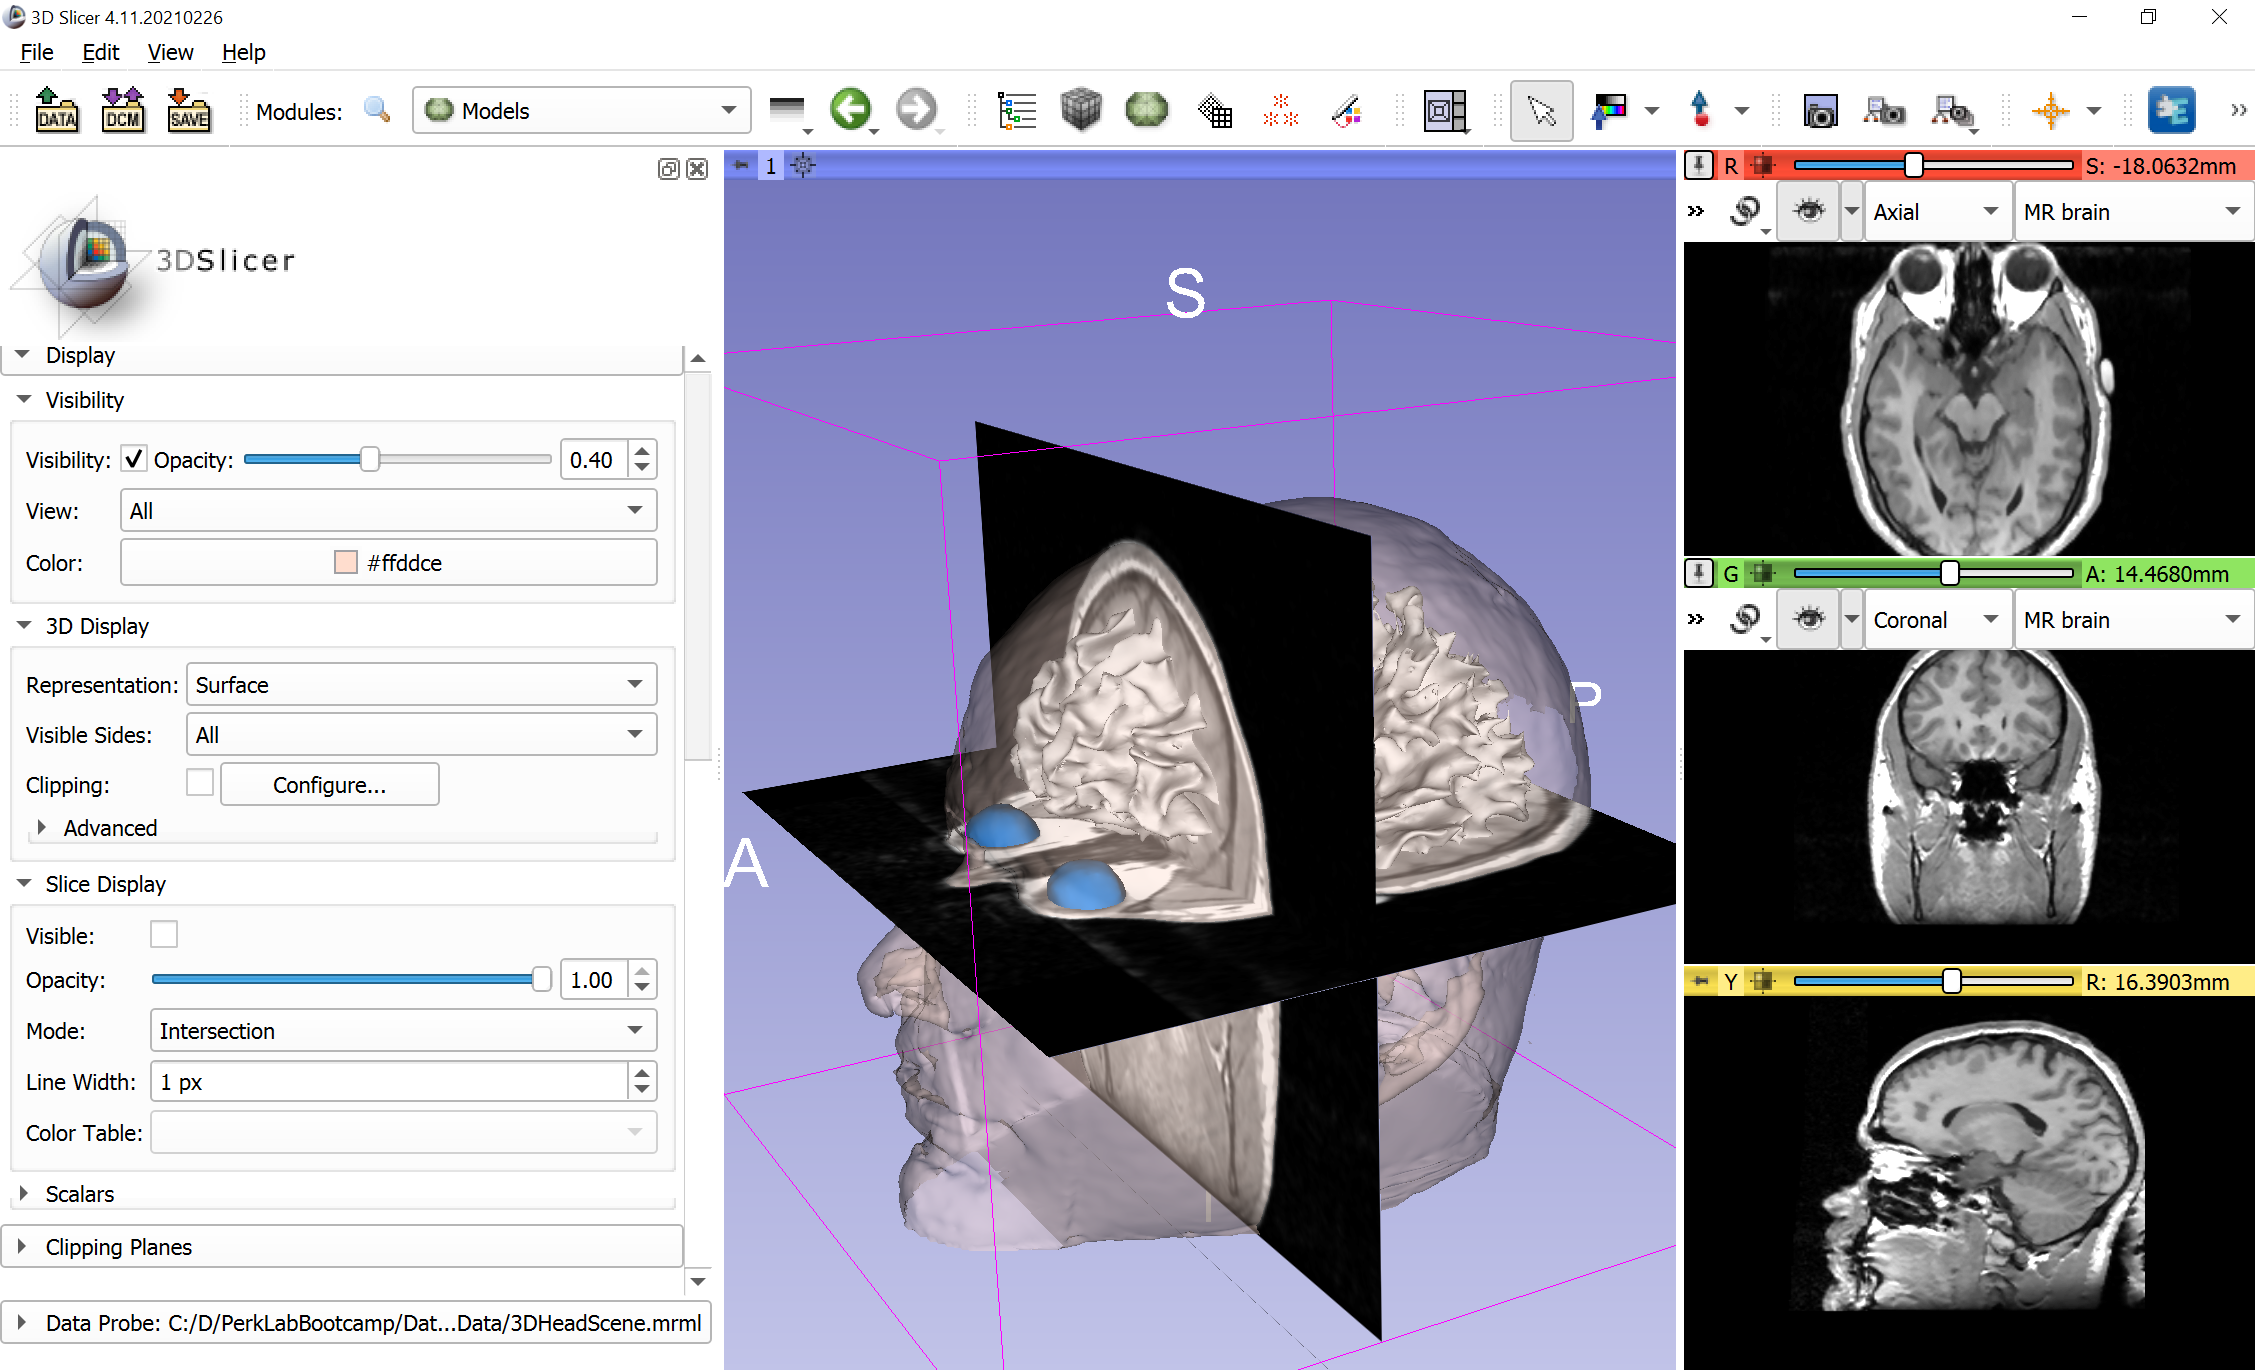 3D Slicer 4.11.20210226
File Edit View Help
DATA DCM SAVE Modules: Models
3DSlicer
Display
Visibility
Visibility: Opacity: 0.40
View: All
Color: #ffddce
3D Display
Representation: Surface
Visible Sides: All
Clipping: Configure...
Advanced
Slice Display
Visible:
Opacity: 1.00
Mode: Intersection
Line Width: 1 px
Color Table:
Scalars
Clipping Planes
Data Probe: C:/D/PerkLabBootcamp/Dat...Data/3DHeadScene.mrml
1
S
P
A
I
R S: -18.0632mm
Axial MR brain
G A: 14.4680mm
Coronal MR brain
Y R: 16.3903mm